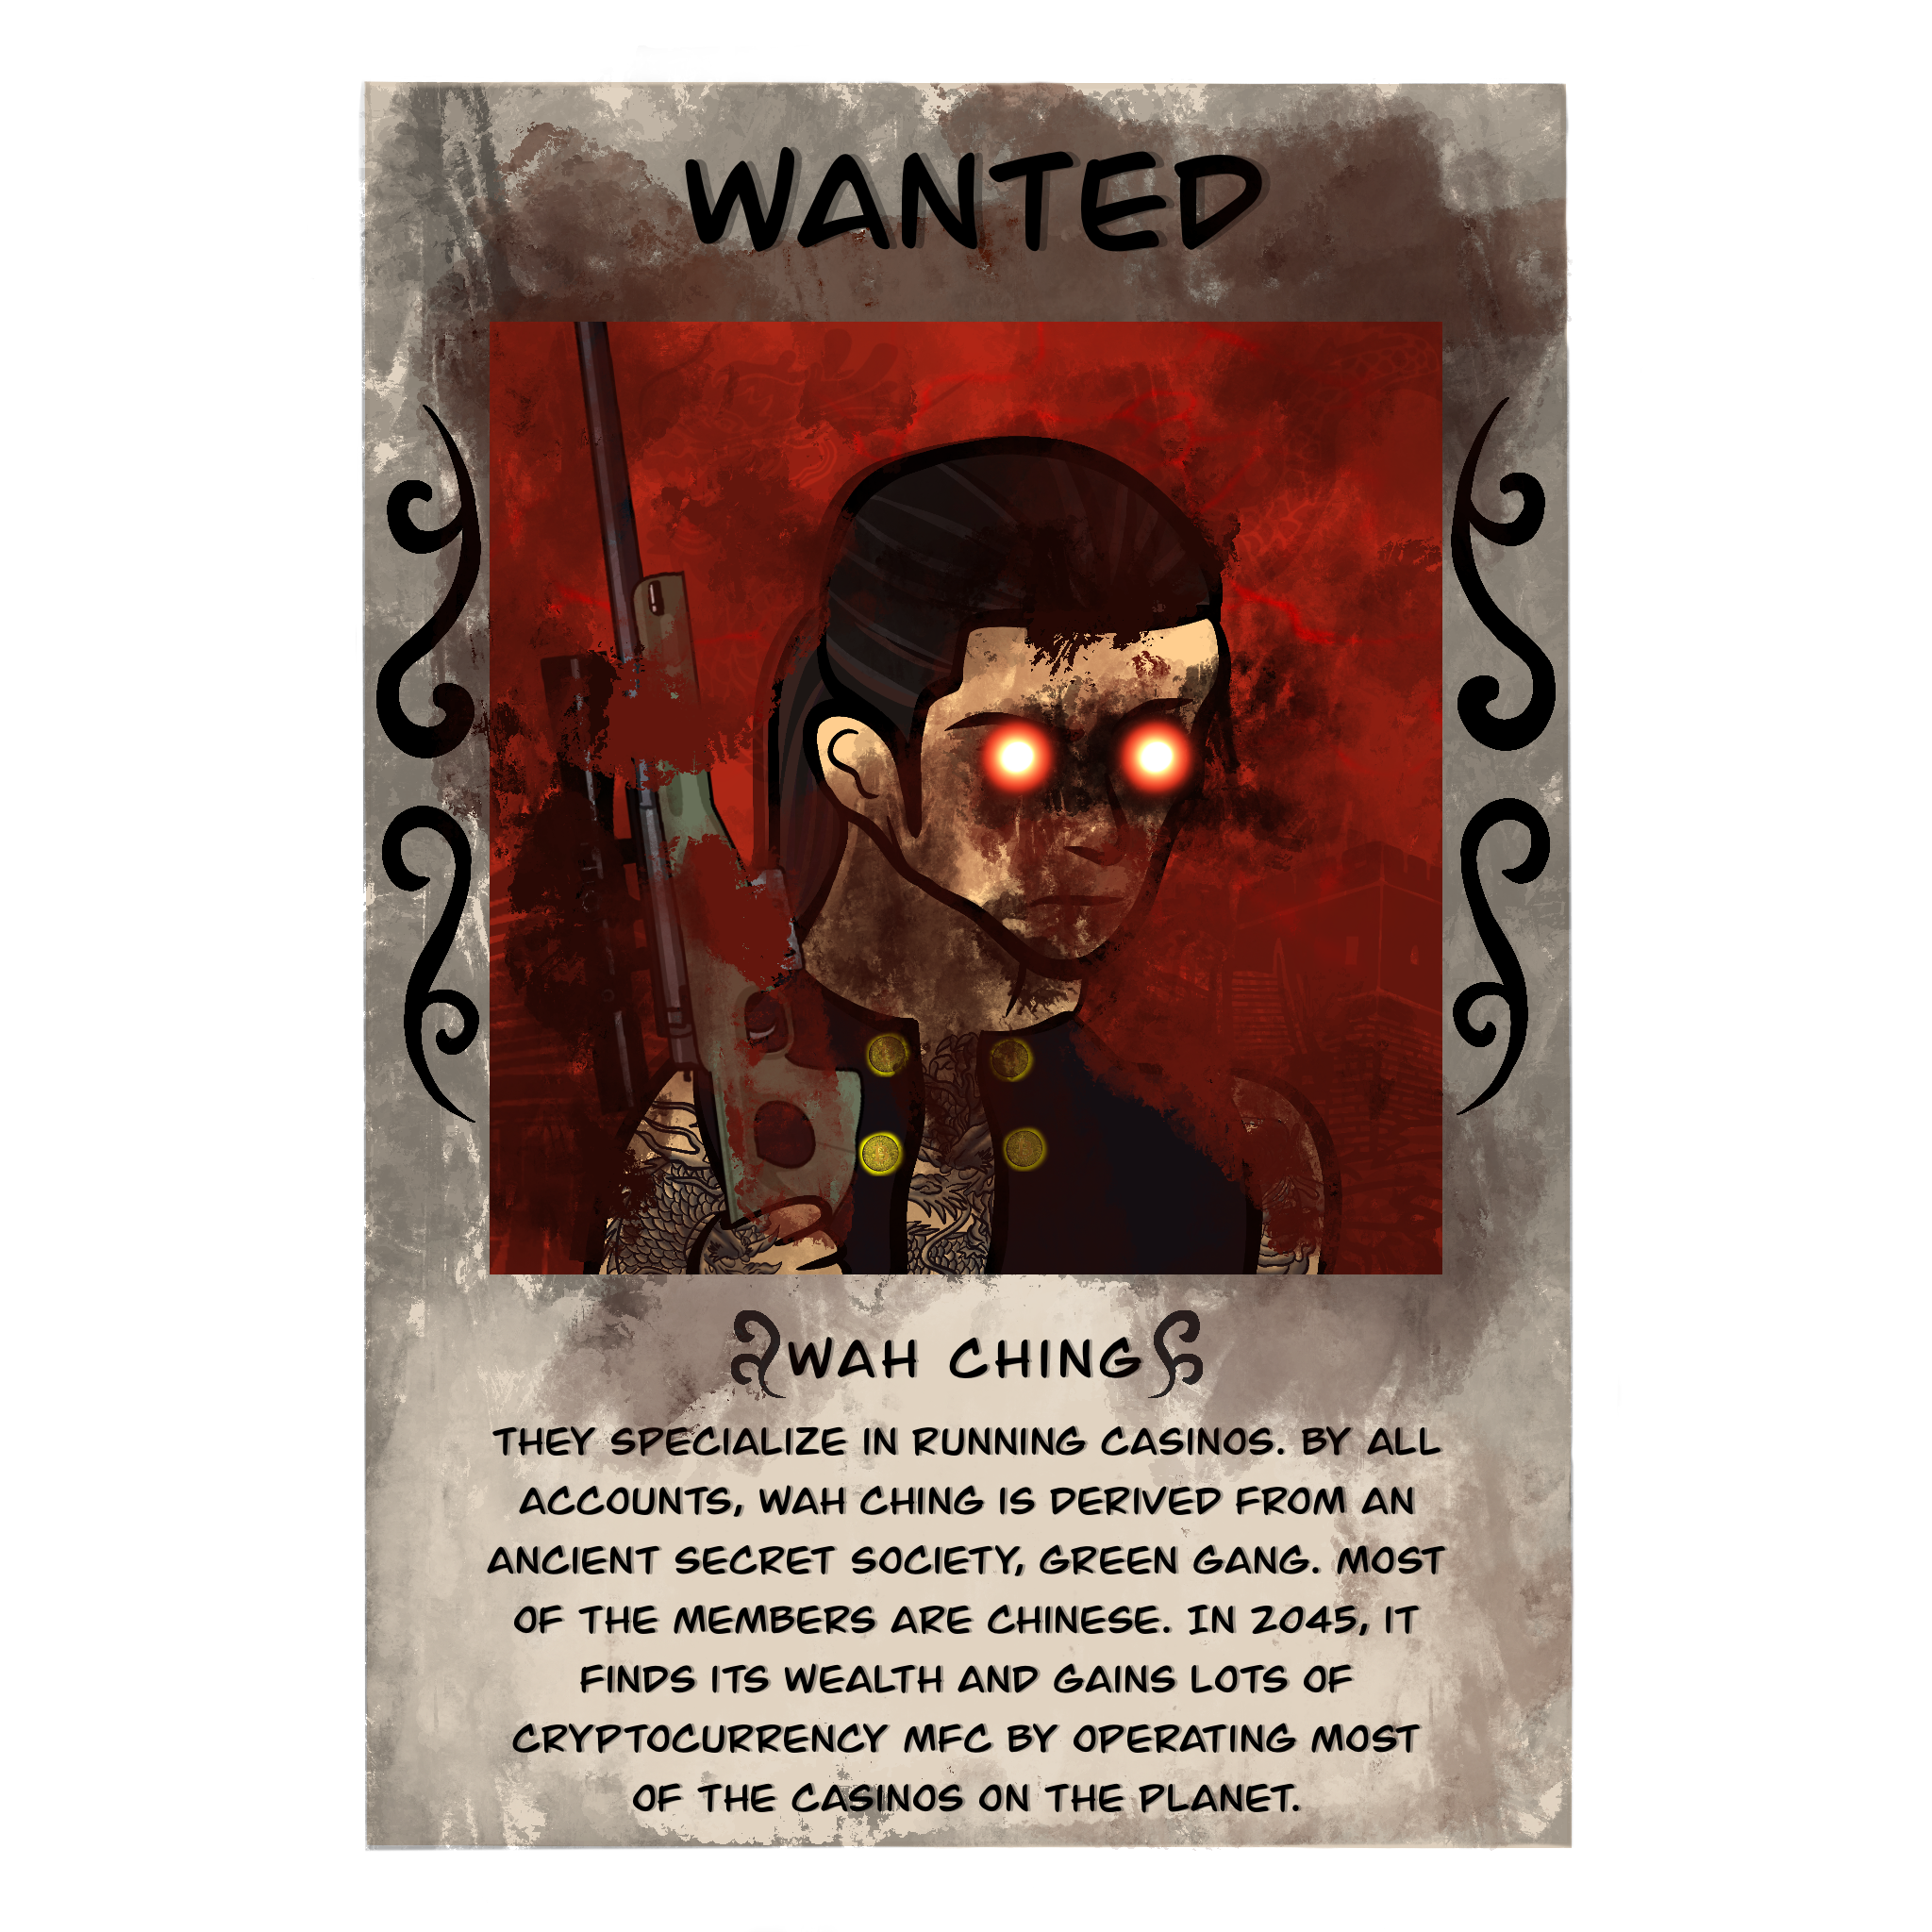 WANTED
WAH CHING
THEY SPECIALIZE IN RUNNING CASINOS. BY ALL
ACCOUNTS, WAH CHING IS DERIVED FROM AN
ANCIENT SECRET SOCIETY, GREEN GANG. MOST
OF THE MEMBERS ARE CHINESE. IN 2045, IT
FINDS ITS WEALTH AND GAINS LOTS OF
CRYPTOCURRENCY MFC BY OPERATING MOST
OF THE CASINOS ON THE PLANET.